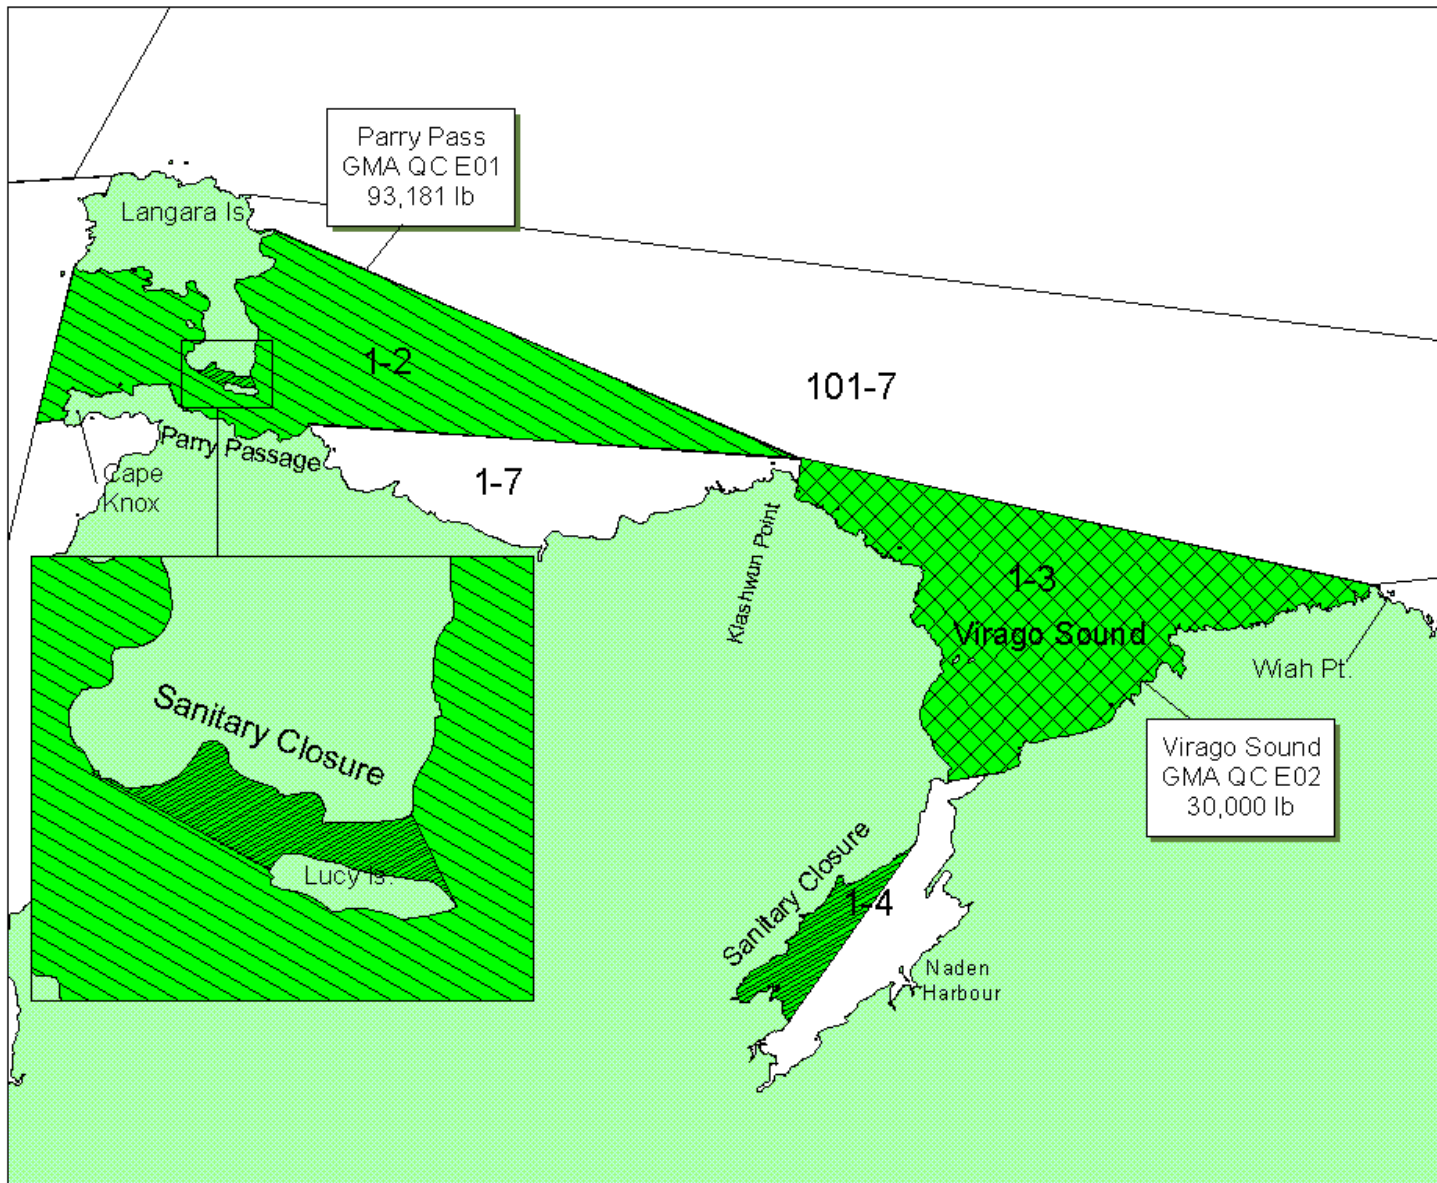 Parry Pass
GMA QC E01
93,181 lb
Langara Is
1-2
101-7
Parry Passage
1-7
Cape
Knox
Klashwun Point
1-3
Virago Sound
Wiah Pt.
Sanitary Closure
Virago Sound
GMA QC E02
30,000 lb
Lucy Is.
Sanitary Closure
1-4
Naden
Harbour